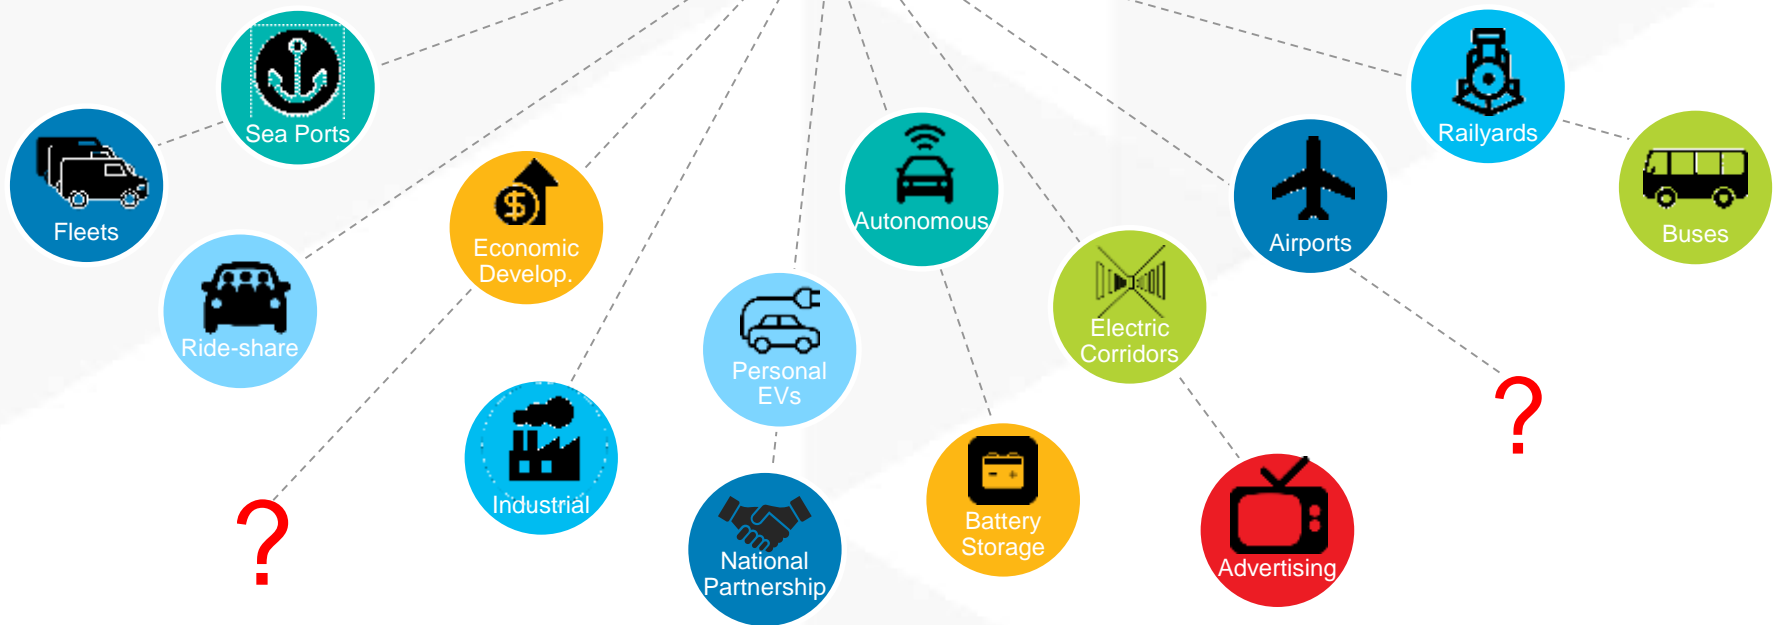 Sea Ports
Railyards
Fleets
Autonomous
Airports
Buses
Economic
Develop.
Ride-share
Electric
Corridors
Personal
EVs
?
?
Industrial
Battery
Storage
National
Partnership
Advertising
$